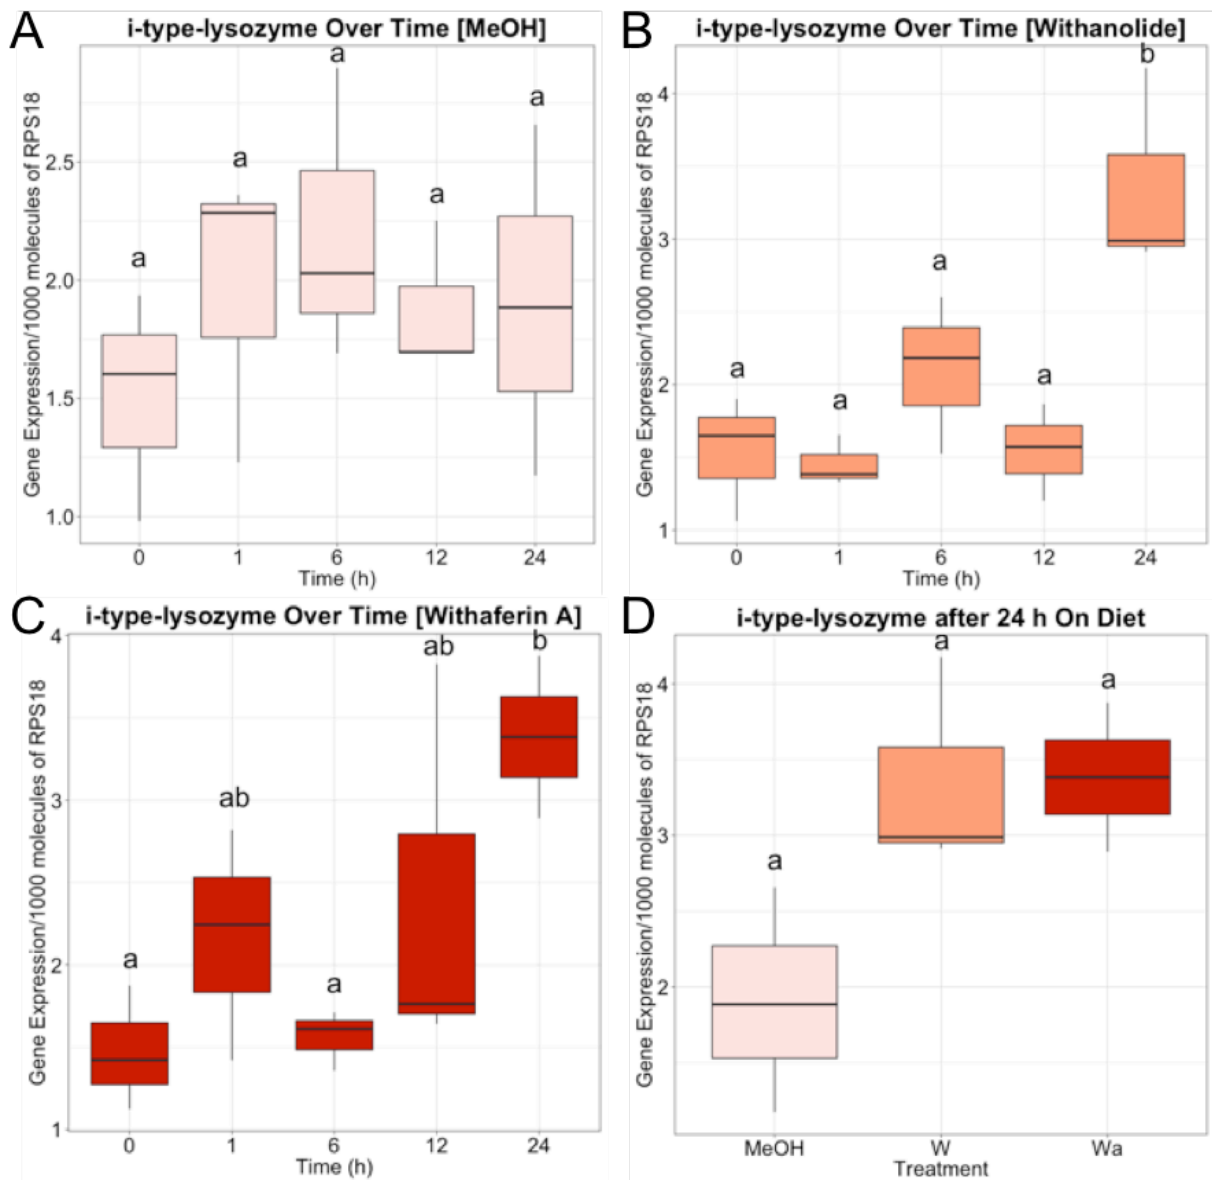 A
i-type-lysozyme Over Time [MeOH]
Gene Expression/1000 molecules of RPS18
2.5
2.0
1.5
1.0
a
a
a
a
a
0 1 6 12 24
Time (h)
B
i-type-lysozyme Over Time [Withanolide]
Gene Expression/1000 molecules of RPS18
4
3
2
1
a
a
a
a
b
0 1 6 12 24
Time (h)
C
i-type-lysozyme Over Time [Withaferin A]
Gene Expression/1000 molecules of RPS18
4
3
2
1
a
ab
a
ab
b
0 1 6 12 24
Time (h)
D
i-type-lysozyme after 24 h On Diet
Gene Expression/1000 molecules of RPS18
4
3
2
a
a
a
MeOH W Wa
Treatment